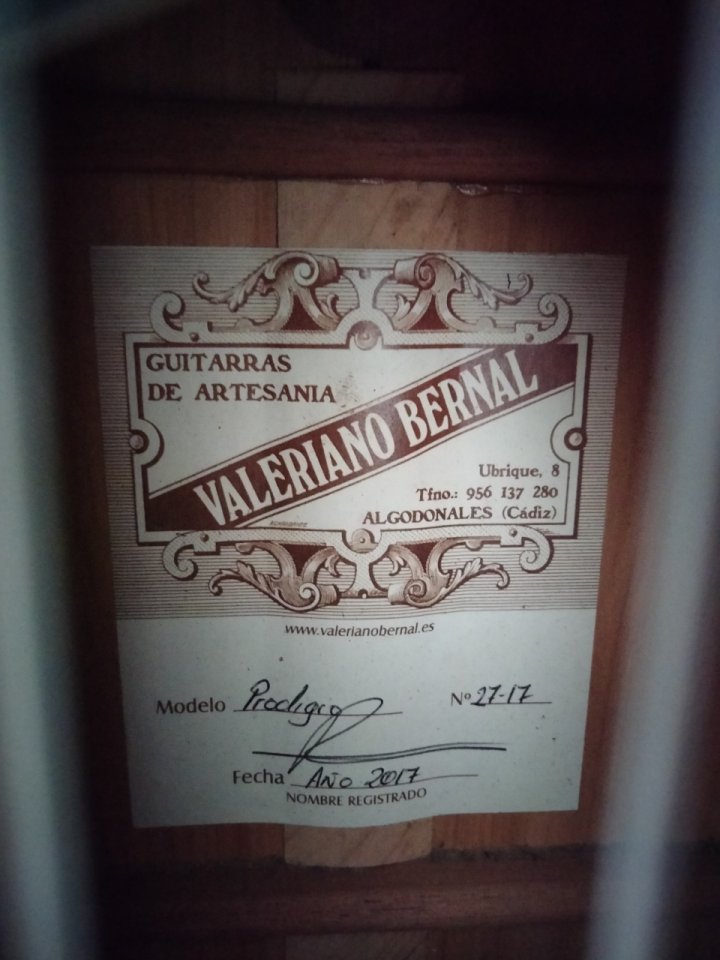 GUITARRAS
DE ARTESANIA
VALERIANO BERNAL
Ubrique, 8
Tfno.: 956 137 280
ALGODONALES (Cádiz)
www.valerianobernal.es
Modelo Prodigio Nº 27-17
Fecha AÑO 2017
NOMBRE REGISTRADO